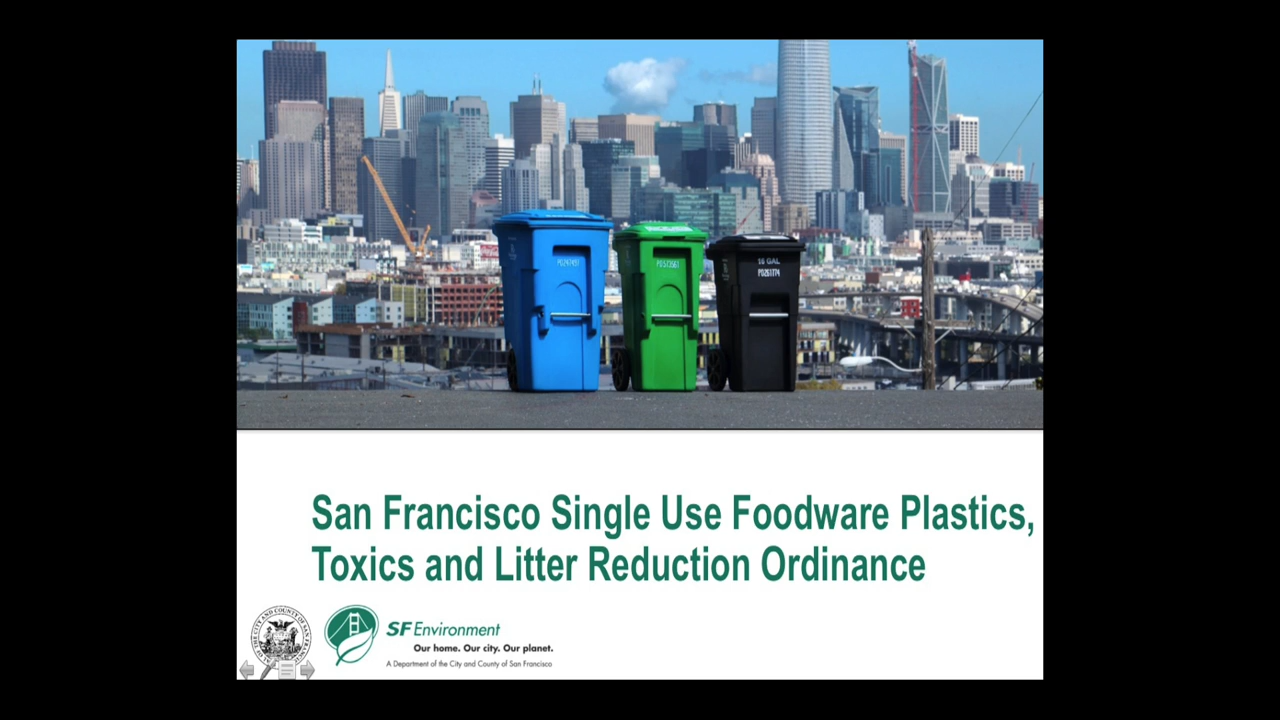 16 GAL
San Francisco Single Use Foodware Plastics,
Toxics and Litter Reduction Ordinance
SF Environment
Our home. Our city. Our planet.
A Department of the City and County of San Francisco